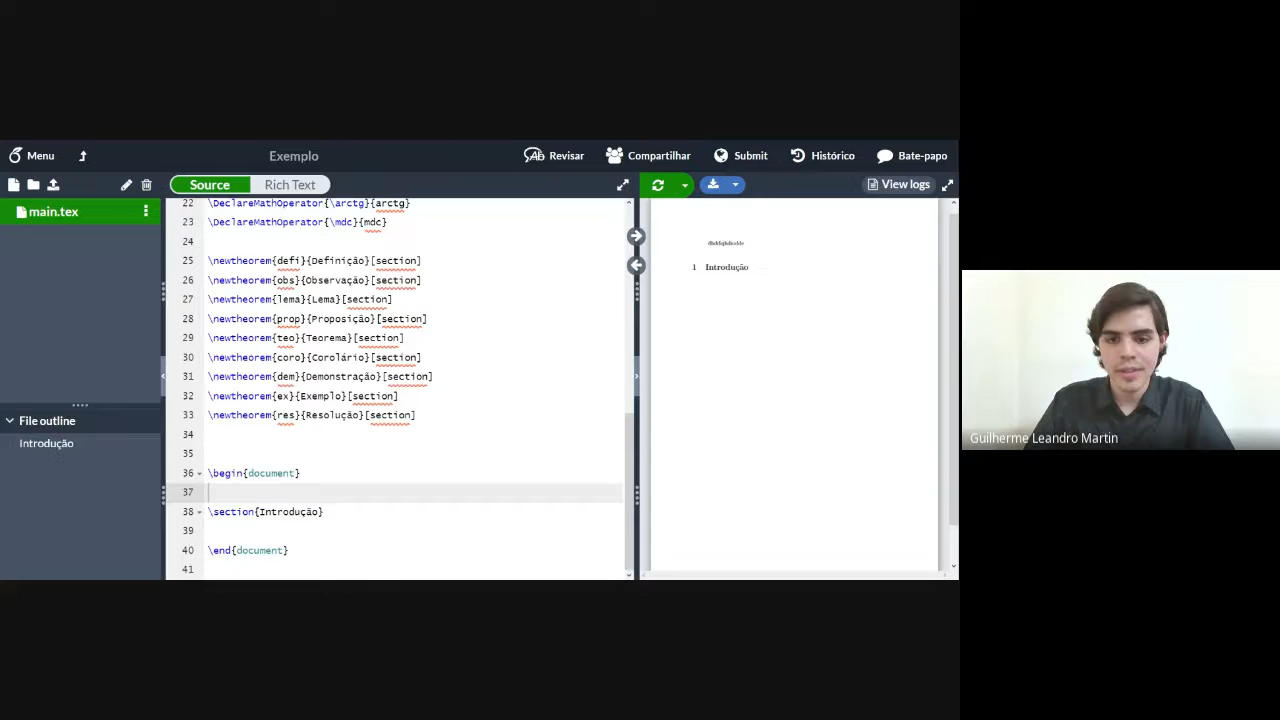 Menu
Exemplo
Revisar
Compartilhar
Submit
Histórico
Bate-papo
Source
Rich Text
View logs
main.tex
22 \DeclareMathOperator{\arctg}{arctg}
23 \DeclareMathOperator{\mdc}{mdc}
24
25 \newtheorem{defi}{Definição}[section]
26 \newtheorem{obs}{Observação}[section]
27 \newtheorem{lema}{Lema}[section]
28 \newtheorem{prop}{Proposição}[section]
29 \newtheorem{teo}{Teorema}[section]
30 \newtheorem{coro}{Corolário}[section]
31 \newtheorem{dem}{Demonstração}[section]
32 \newtheorem{ex}{Exemplo}[section]
33 \newtheorem{res}{Resolução}[section]
34
35
36 \begin{document}
37
38 \section{Introdução}
39
40 \end{document}
41
File outline
Introdução
1 Introdução
Guilherme Leandro Martin